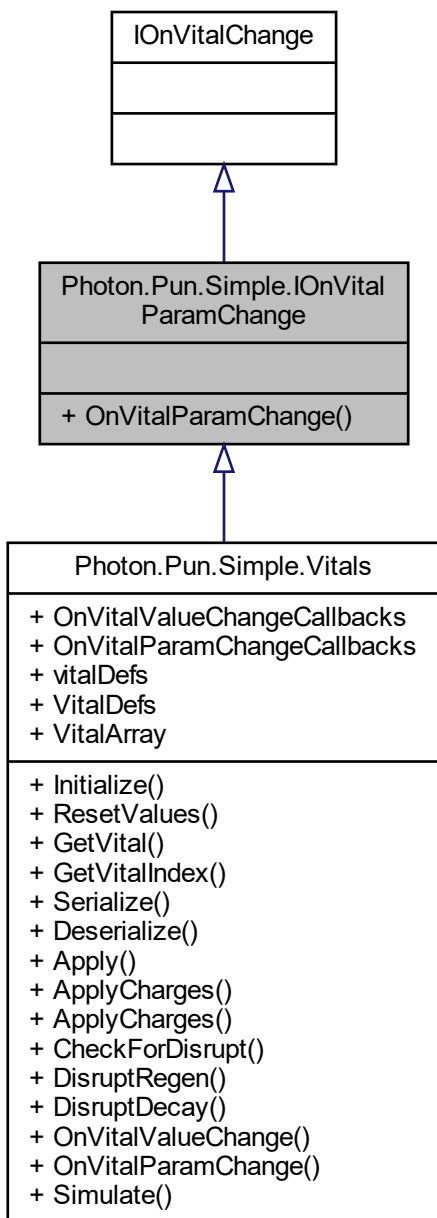 IOnVitalChange
Photon.Pun.Simple.IOnVital
ParamChange
+ OnVitalParamChange()
Photon.Pun.Simple.Vitals
+ OnVitalValueChangeCallbacks
+ OnVitalParamChangeCallbacks
+ vitalDefs
+ VitalDefs
+ VitalArray
+ Initialize()
+ ResetValues()
+ GetVital()
+ GetVitalIndex()
+ Serialize()
+ Deserialize()
+ Apply()
+ ApplyCharges()
+ ApplyCharges()
+ CheckForDisrupt()
+ DisruptRegen()
+ DisruptDecay()
+ OnVitalValueChange()
+ OnVitalParamChange()
+ Simulate()